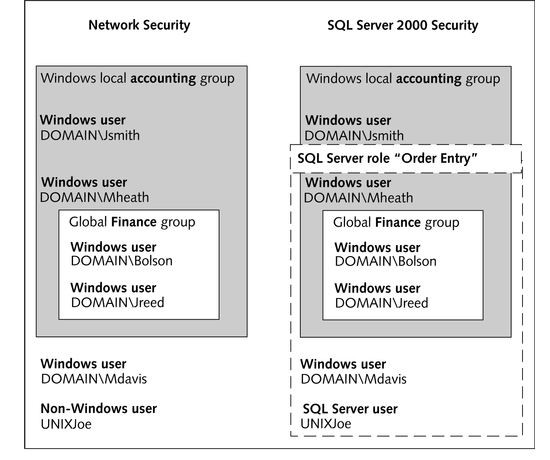 Network Security
Windows local accounting group
Windows user
DOMAIN\Jsmith
Windows user
DOMAIN\Mheath
Global Finance group
Windows user
DOMAIN\Bolson
Windows user
DOMAIN\Jreed
Windows user
DOMAIN\Mdavis
Non-Windows user
UNIXJoe
SQL Server 2000 Security
Windows local accounting group
Windows user
DOMAIN\Jsmith
SQL Server role “Order Entry”
Windows user
DOMAIN\Mheath
Global Finance group
Windows user
DOMAIN\Bolson
Windows user
DOMAIN\Jreed
Windows user
DOMAIN\Mdavis
SQL Server user
UNIXJoe